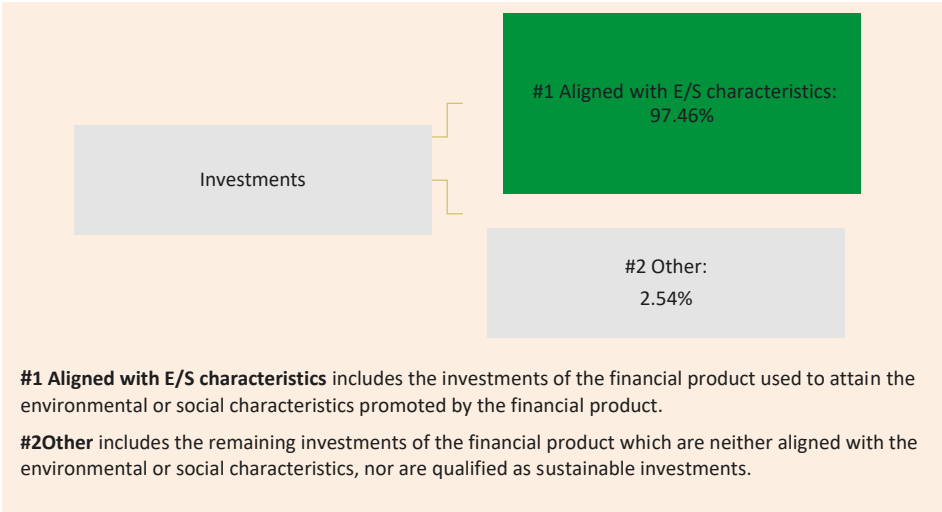 #1 Aligned with E/S characteristics:
97.46%
Investments
#2 Other:
2.54%
#1 Aligned with E/S characteristics includes the investments of the financial product used to attain the
environmental or social characteristics promoted by the financial product.
#2Other includes the remaining investments of the financial product which are neither aligned with the
environmental or social characteristics, nor are qualified as sustainable investments.